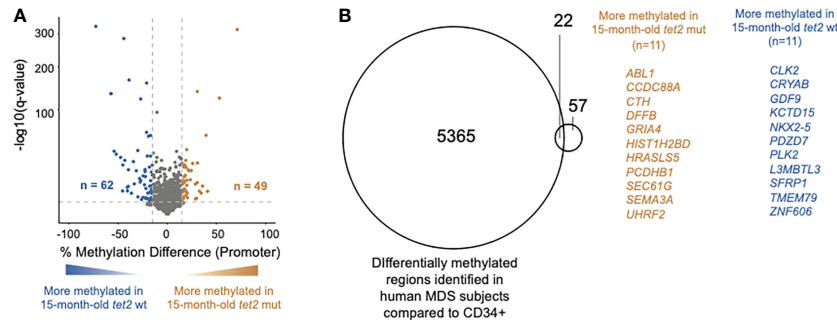 A
-log10(q-value)
300
200
100
n = 62
n = 49
-100
-50
0
50
100
% Methylation Difference (Promoter)
More methylated in
15-month-old tet2 wt
More methylated in
15-month-old tet2 mut
B
22
57
5365
DIfferentially methylated
regions identified in
human MDS subjects
compared to CD34+
More methylated in
15-month-old tet2 mut
(n=11)
ABL1
CCDC88A
CTH
DFFB
GRIA4
HIST1H2BD
HRASLS5
PCDHB1
SEC61G
SEMA3A
UHRF2
More methylated in
15-month-old tet2 wt
(n=11)
CLK2
CRYAB
GDF9
KCTD15
NKX2-5
PDZD7
PLK2
L3MBTL3
SFRP1
TMEM79
ZNF606